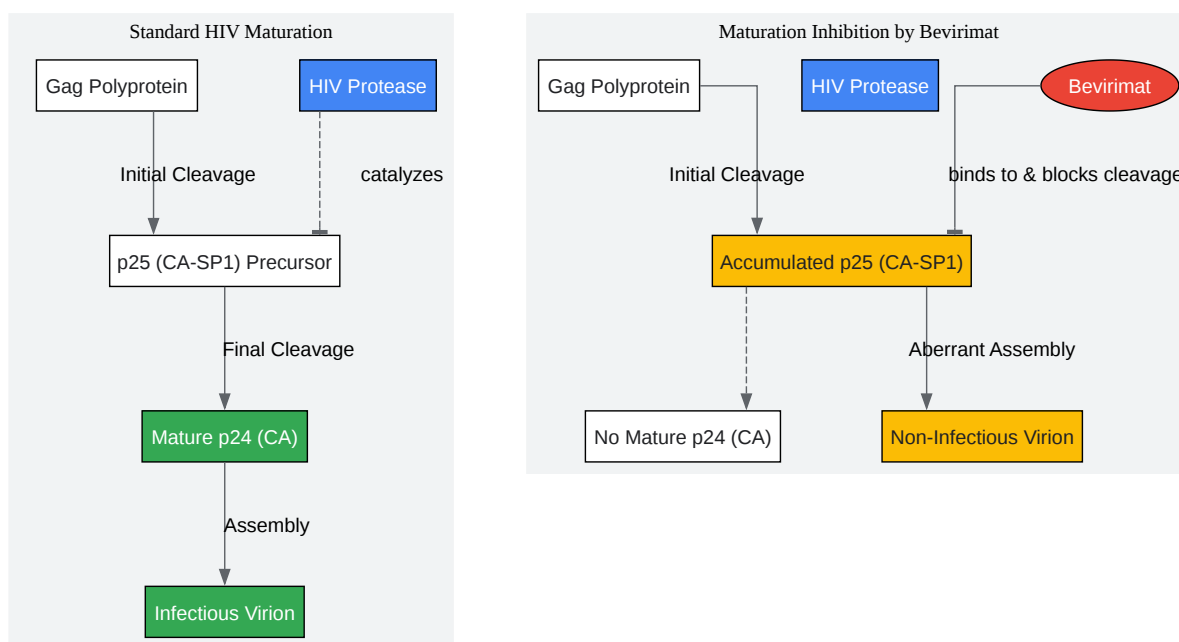 Standard HIV Maturation
Gag Polyprotein
HIV Protease
Initial Cleavage
catalyzes
p25 (CA-SP1) Precursor
Final Cleavage
Mature p24 (CA)
Assembly
Infectious Virion
Maturation Inhibition by Bevirimat
Gag Polyprotein
HIV Protease
Bevirimat
Initial Cleavage
binds to & blocks cleavage
Accumulated p25 (CA-SP1)
Aberrant Assembly
No Mature p24 (CA)
Non-Infectious Virion